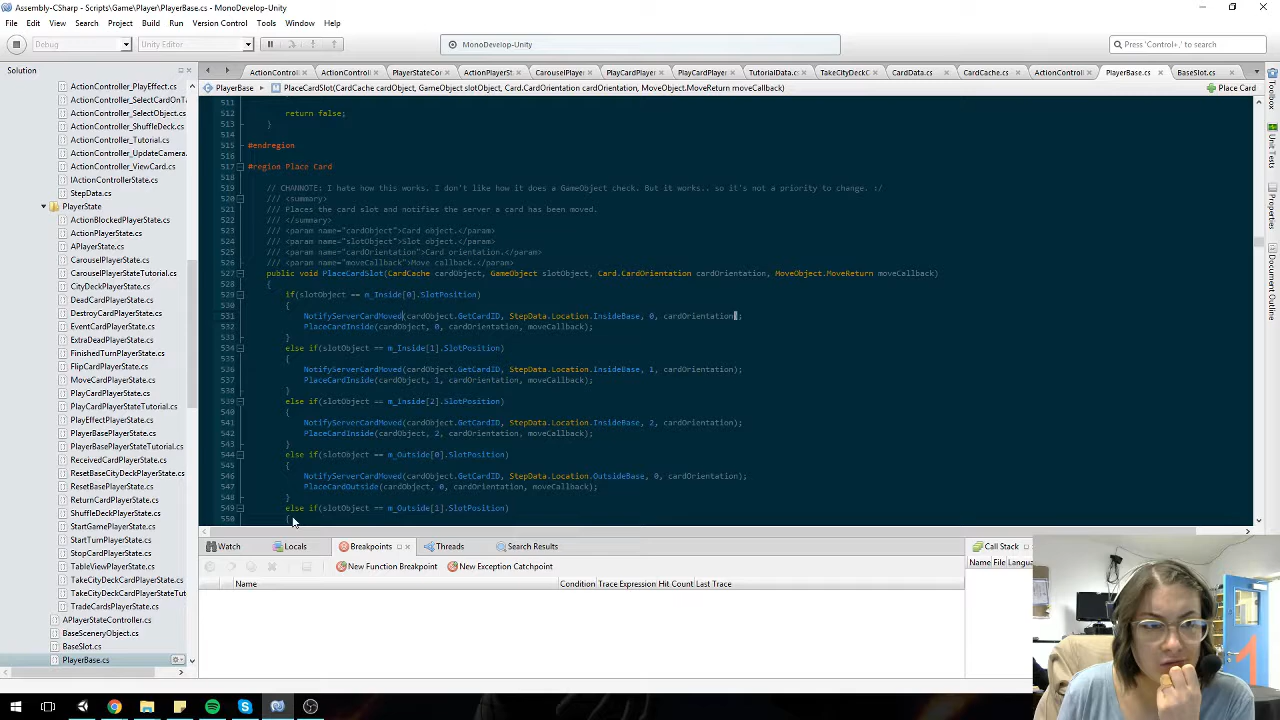 Assembly-CSharp - Scripts\Game\Player\PlayerBase.cs - MonoDevelop-Unity
File Edit View Search Project Build Run Version Control Tools Window Help
Debug Unity Editor MonoDevelop-Unity Press 'Control+,' to search
Solution
ActionControl ActionControll PlayerStateCo ActionPlayerSt CarouselPlayer PlayCardPlayer PlayCardPlayer TutorialData.c TakeCityDeckC CardData.cs CardCache.cs ActionControll PlayerBase.cs BaseSlot.cs
PlayerBase PlaceCardSlot(CardCache cardObject, GameObject slotObject, Card.CardOrientation cardOrientation, MoveObject.MoveReturn moveCallback) Place Card
ActionController_PlayEffect.cs
ActionController_SelectCardOnT
ActionController_ShuffleDeck.cs
ActionController_Tutorial.cs
ActionController_UpdateCamera.
ActionController_ViewCard.cs
IActionController.cs
StepData.cs
PlayerState
ActionBlockedPlayerState.cs
ActionPlayerState.cs
APlayerState.cs
CarouselPlayerState.cs
CarouselPlayerStateTutorial.cs
ExitPlayerState.cs
ExtraDeckPlayerState.cs
FinishedTurnPlayerState.cs
FlipCardPlayerState.cs
MoveCardPlayerState.cs
PlayCardPlayerState.cs
PlayCardPlayerStateTutorial.cs
PlayEffectPlayerState.cs
PlayerBasePlayerState.cs
PlayerBasePlayerStateTutorial.cs
ReceivedCardPlayerState.cs
ResetBaseCityDeckPlayerState.cs
ResetBasePlayerState.cs
ReturnCardPlayerState.cs
ShuffleDeckPlayerState.cs
StartGamePlayerState.cs
StartTurnPlayerState.cs
StopCardPlayerState.cs
TableViewPlayerState.cs
TakeCityDeckCardPlayerState.cs
TakeCityDeckCardPlayerStateTut
TradeCardsPlayerState.cs
APlayerStateController.cs
BaseSceneryObject.cs
BaseSlot.cs
PlayerBase.cs
511
512 return false;
513 }
514
515 #endregion
516
517 #region Place Card
518
519 // CHANNOTE: I hate how this works. I don't like how it does a GameObject check. But it works.. so it's not a priority to change. :/
520 /// <summary>
521 /// Places the card slot and notifies the server a card has been moved.
522 /// </summary>
523 /// <param name="cardObject">Card object.</param>
524 /// <param name="slotObject">Slot object.</param>
525 /// <param name="cardOrientation">Card orientation.</param>
526 /// <param name="moveCallback">Move callback.</param>
527 public void PlaceCardSlot(CardCache cardObject, GameObject slotObject, Card.CardOrientation cardOrientation, MoveObject.MoveReturn moveCallback)
528 {
529 if(slotObject == m_Inside[0].SlotPosition)
530 {
531 NotifyServerCardMoved(cardObject.GetCardID, StepData.Location.InsideBase, 0, cardOrientation);
532 PlaceCardInside(cardObject, 0, cardOrientation, moveCallback);
533 }
534 else if(slotObject == m_Inside[1].SlotPosition)
535 {
536 NotifyServerCardMoved(cardObject.GetCardID, StepData.Location.InsideBase, 1, cardOrientation);
537 PlaceCardInside(cardObject, 1, cardOrientation, moveCallback);
538 }
539 else if(slotObject == m_Inside[2].SlotPosition)
540 {
541 NotifyServerCardMoved(cardObject.GetCardID, StepData.Location.InsideBase, 2, cardOrientation);
542 PlaceCardInside(cardObject, 2, cardOrientation, moveCallback);
543 }
544 else if(slotObject == m_Outside[0].SlotPosition)
545 {
546 NotifyServerCardMoved(cardObject.GetCardID, StepData.Location.OutsideBase, 0, cardOrientation);
547 PlaceCardOutside(cardObject, 0, cardOrientation, moveCallback);
548 }
549 else if(slotObject == m_Outside[1].SlotPosition)
550 {
Toolbox
Unit Tests
Properties
Document Outline
Watch Locals Breakpoints Threads Search Results
New Function Breakpoint New Exception Catchpoint
Name Condition Trace Expression Hit Count Last Trace
Call Stack
Name File Langua